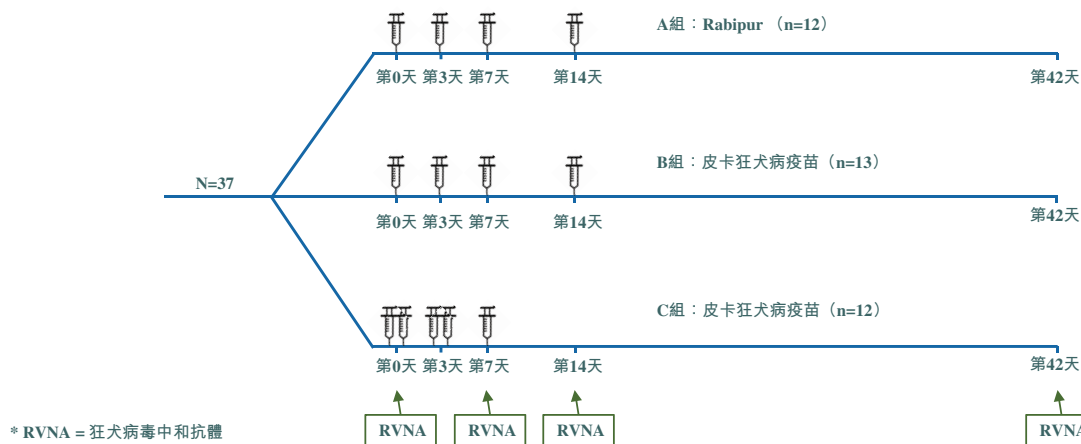 A組：Rabipur （n=12）
第0天 第3天 第7天 第14天 第42天
B組：皮卡狂犬病疫苗（n=13）
N=37
第0天 第3天 第7天 第14天 第42天
C組：皮卡狂犬病疫苗（n=12）
第0天 第3天 第7天 第14天 第42天
RVNA RVNA RVNA RVNA
* RVNA = 狂犬病毒中和抗體